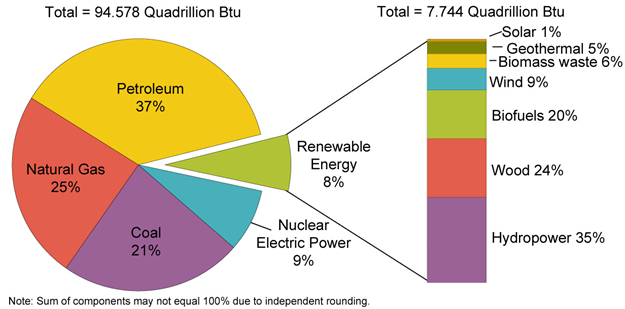 Total = 94.578 Quadrillion Btu
Total = 7.744 Quadrillion Btu
Petroleum
37%
Natural Gas
25%
Coal
21%
Nuclear
Electric Power
9%
Renewable
Energy
8%
Solar 1%
Geothermal 5%
Biomass waste 6%
Wind 9%
Biofuels 20%
Wood 24%
Hydropower 35%
Note: Sum of components may not equal 100% due to independent rounding.